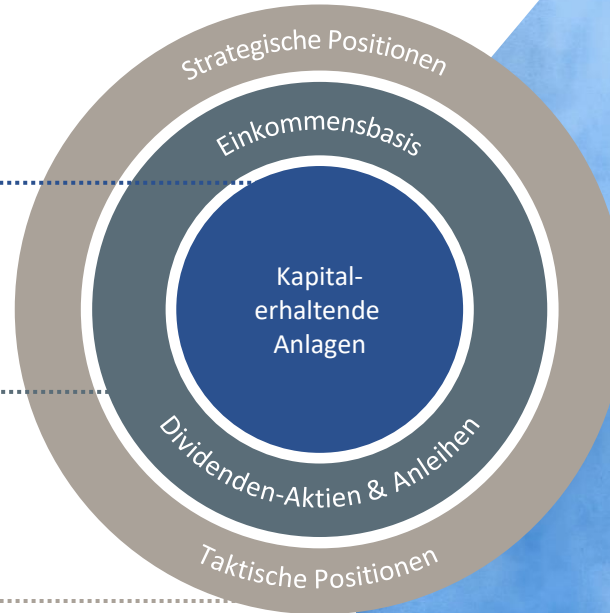 Strategische Positionen
Einkommensbasis
Kapital-
erhaltende
Anlagen
Dividenden-Aktien & Anleihen
Taktische Positionen